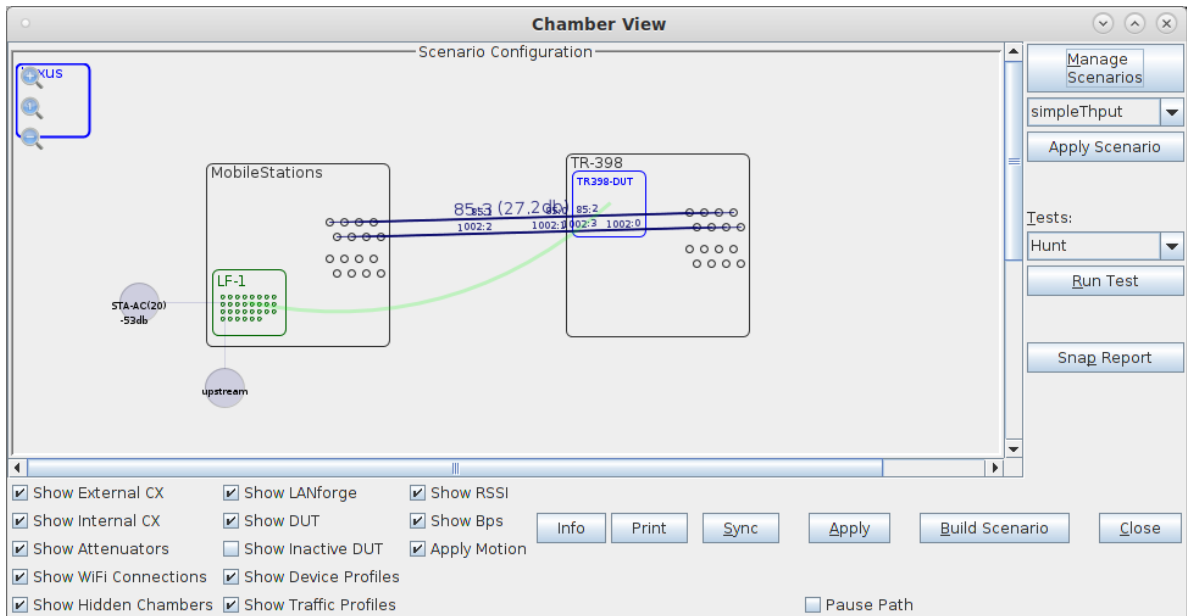 Chamber View
Scenario Configuration
Manage
Scenarios
simpleThput
Apply Scenario
Tests:
Hunt
Run Test
Snap Report
MobileStations
TR-398
TR398-DUT
85:3 (27.2db)
85:1
85:2
1002:2
1002:1
1002:3
1002:0
LF-1
STA-AC(20)
-53db
upstream
Show External CX
Show LANforge
Show RSSI
Show Internal CX
Show DUT
Show Bps
Info
Print
Sync
Apply
Build Scenario
Close
Show Attenuators
Show Inactive DUT
Apply Motion
Show WiFi Connections
Show Device Profiles
Show Hidden Chambers
Show Traffic Profiles
Pause Path